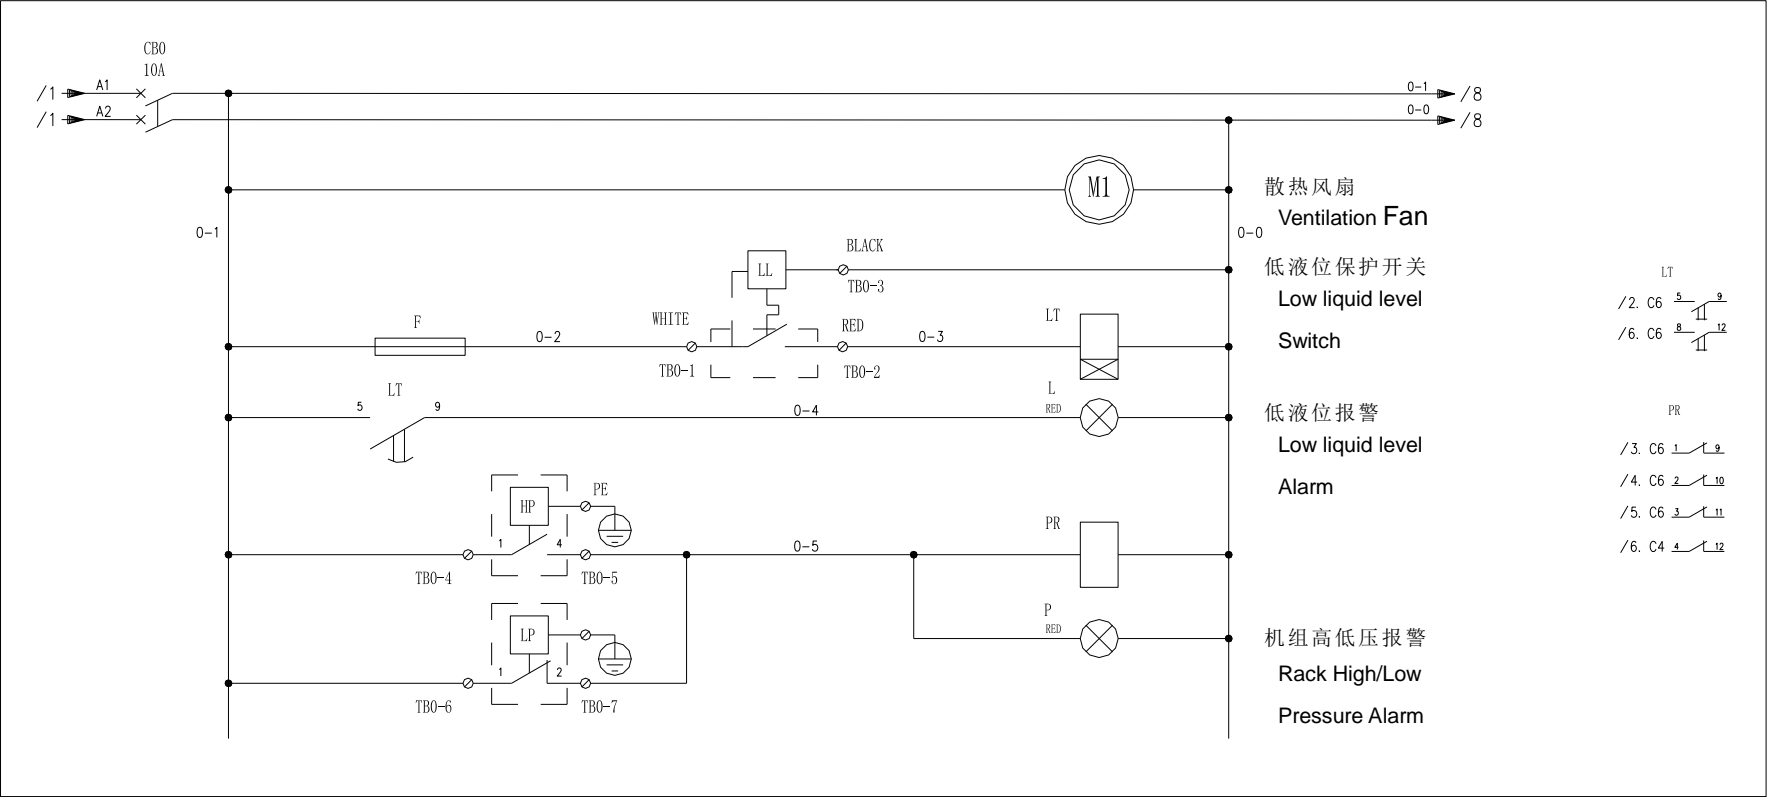 CB0
10A
/1 A1 0-1 /8
/1 A2 0-0 /8
M1 散热风扇
Ventilation Fan
0-1 0-0
BLACK
LL 低液位保护开关
LT
TB0-3
Low liquid level
/2. C6 5 9
WHITE RED LT
F
0-2 0-3
Switch
/6. C6 8 12
TB0-1 TB0-2
LT L
5 9 0-4 RED 低液位报警
PR
Low liquid level
/3. C6 1 9
Alarm
/4. C6 2 10
PE
HP
/5. C6 3 11
PR
1 4 0-5
/6. C4 4 12
TB0-4 TB0-5
P
LP RED 机组高低压报警
1 2
Rack High/Low
TB0-6 TB0-7
Pressure Alarm